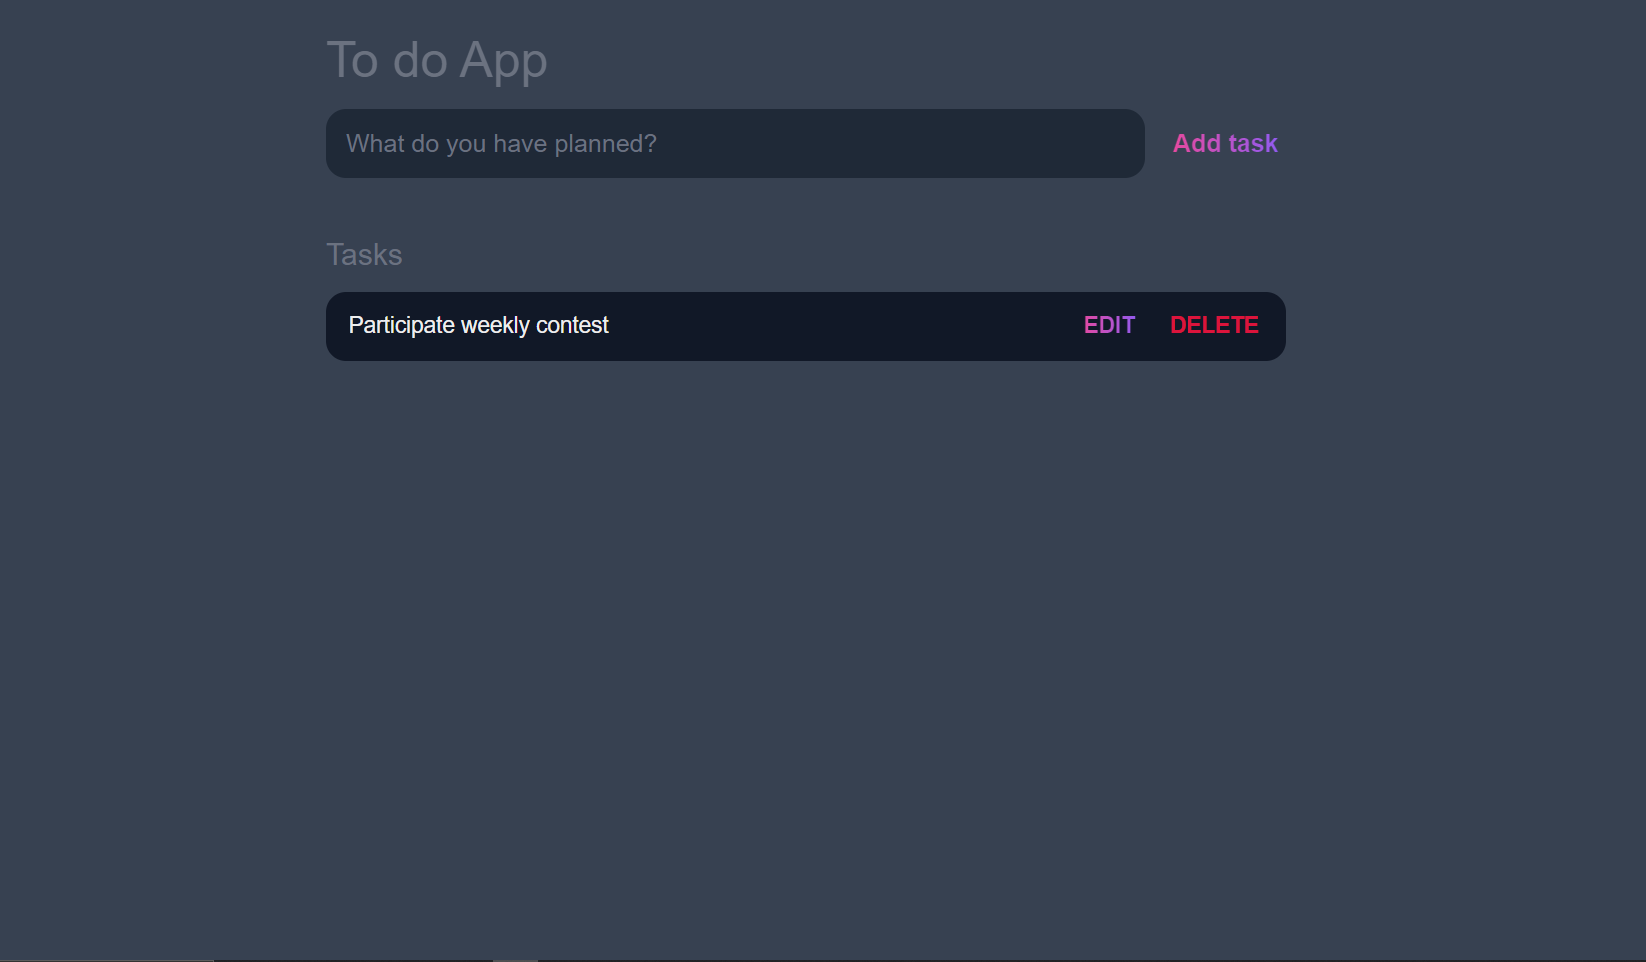 To do App
What do you have planned?
Add task
Tasks
Participate weekly contest
EDIT
DELETE